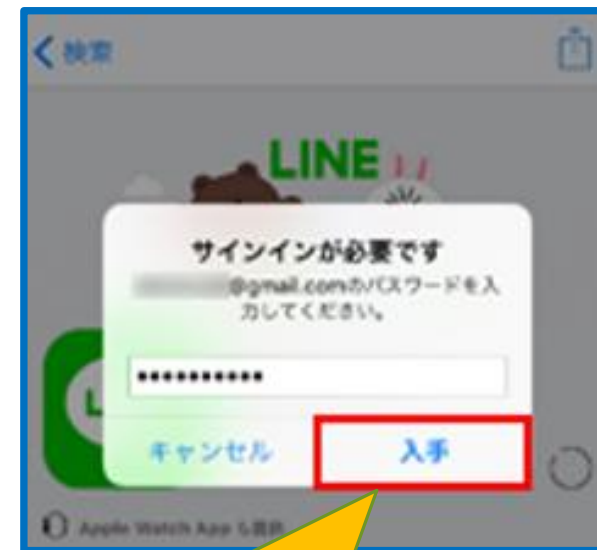 検索
LINE
サインインが必要です
@gmail.comのパスワードを入
力してください。
••••••••••
キャンセル
入手
Apple Watch App も提供